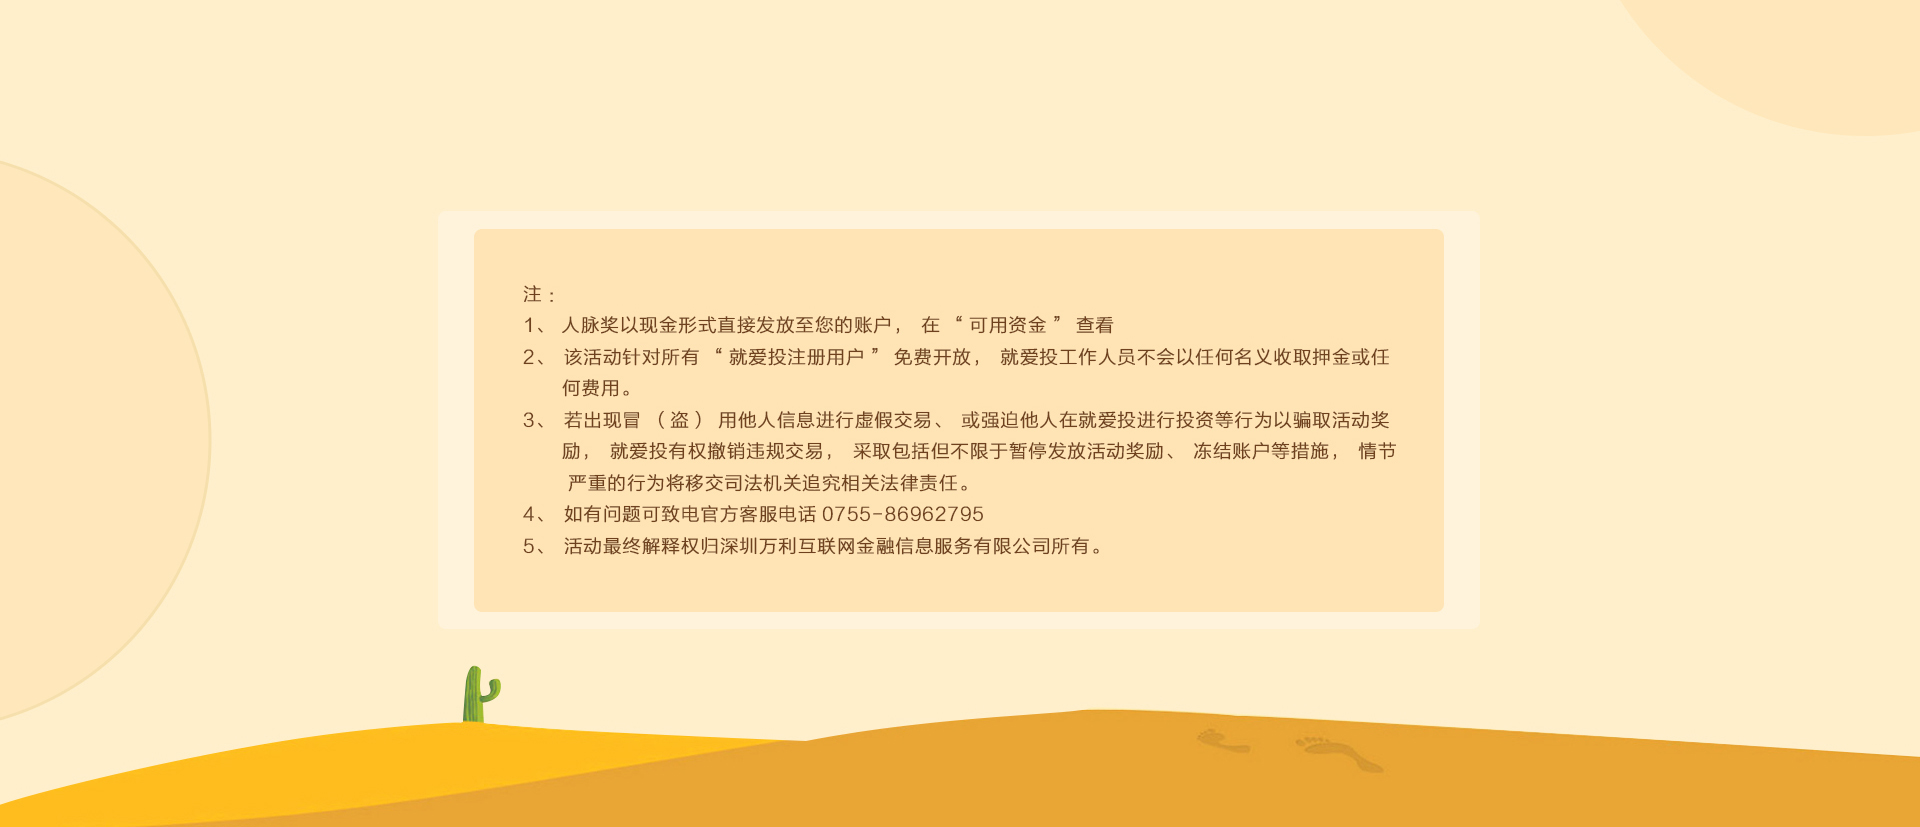 注：
1、 人脉奖以现金形式直接发放至您的账户， 在 “可用资金” 查看
2、 该活动针对所有 “就爱投注册用户” 免费开放， 就爱投工作人员不会以任何名义收取押金或任
何费用。
3、 若出现冒 （盗） 用他人信息进行虚假交易、 或强迫他人在就爱投进行投资等行为以骗取活动奖
励， 就爱投有权撤销违规交易， 采取包括但不限于暂停发放活动奖励、 冻结账户等措施， 情节
严重的行为将移交司法机关追究相关法律责任。
4、 如有问题可致电官方客服电话 0755-86962795
5、 活动最终解释权归深圳万利互联网金融信息服务有限公司所有。